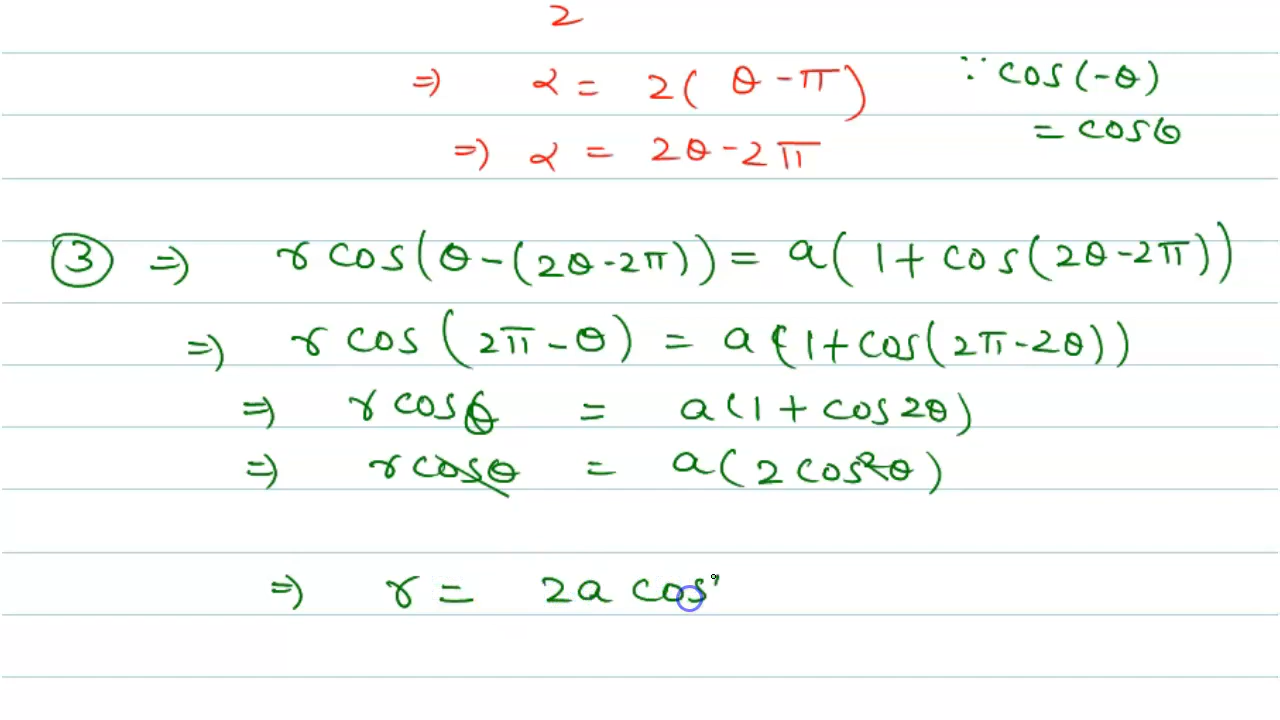 2
⇒ α = 2(θ-π)
∵ cos(-θ)
= cosθ
⇒ α = 2θ-2π
③ ⇒ r cos(θ-(2θ-2π)) = a(1+cos(2θ-2π))
⇒ r cos(2π-θ) = a(1+cos(2π-2θ))
⇒ r cosθ = a(1+cos2θ)
⇒ r cosθ = a(2cos²θ)
⇒ r = 2a cos